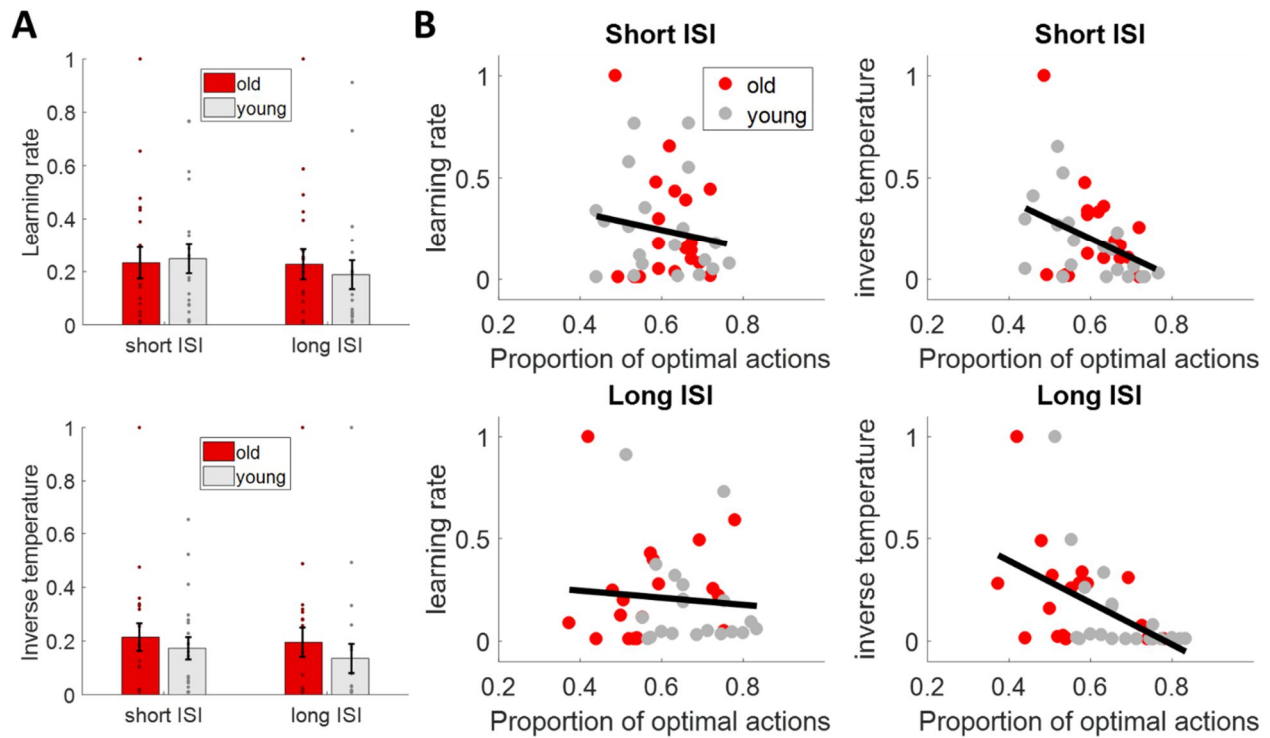 A
Learning rate
1
0.8
0.6
0.4
0.2
0
old
young
short ISI
long ISI
Inverse temperature
1
0.8
0.6
0.4
0.2
0
old
young
short ISI
long ISI
B
Short ISI
learning rate
1
0.5
0
old
young
0.2
0.4
0.6
0.8
Proportion of optimal actions
Short ISI
inverse temperature
1
0.5
0
0.2
0.4
0.6
0.8
Proportion of optimal actions
Long ISI
learning rate
1
0.5
0
0.2
0.4
0.6
0.8
Proportion of optimal actions
Long ISI
inverse temperature
1
0.5
0
0.2
0.4
0.6
0.8
Proportion of optimal actions